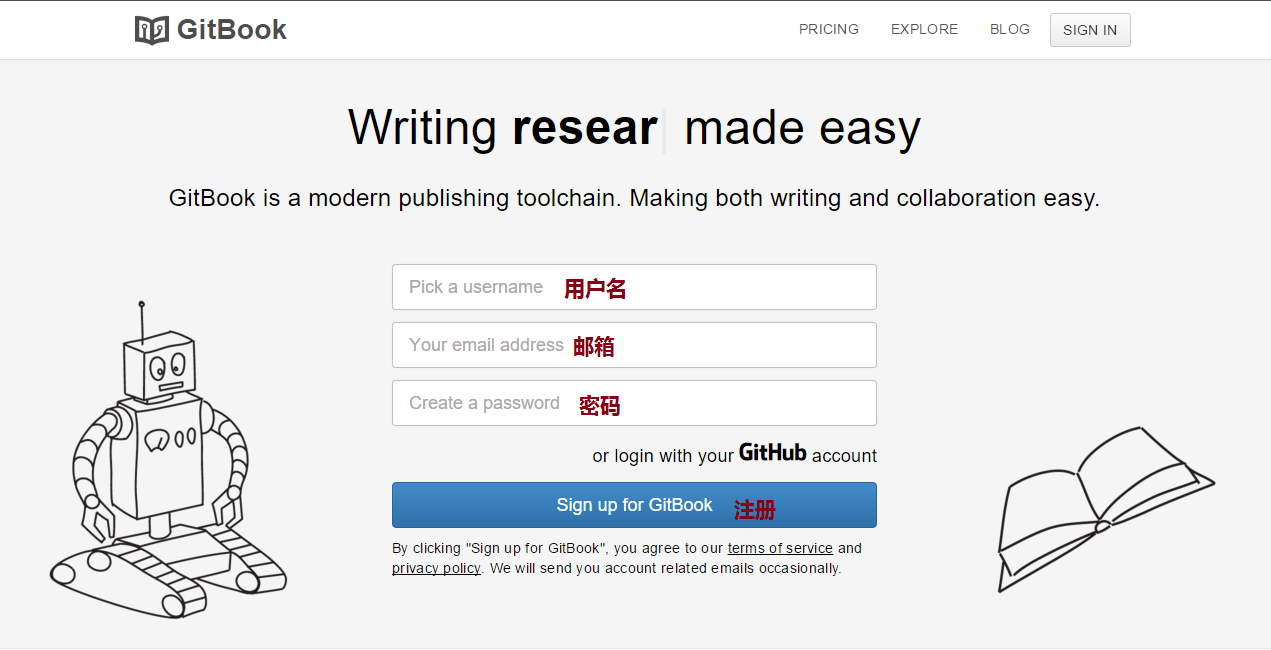 GitBook PRICING EXPLORE BLOG SIGN IN
Writing resear made easy
GitBook is a modern publishing toolchain. Making both writing and collaboration easy.
Pick a username 用户名
Your email address 邮箱
Create a password 密码
or login with your GitHub account
Sign up for GitBook 注册
By clicking "Sign up for GitBook", you agree to our terms of service and
privacy policy. We will send you account related emails occasionally.